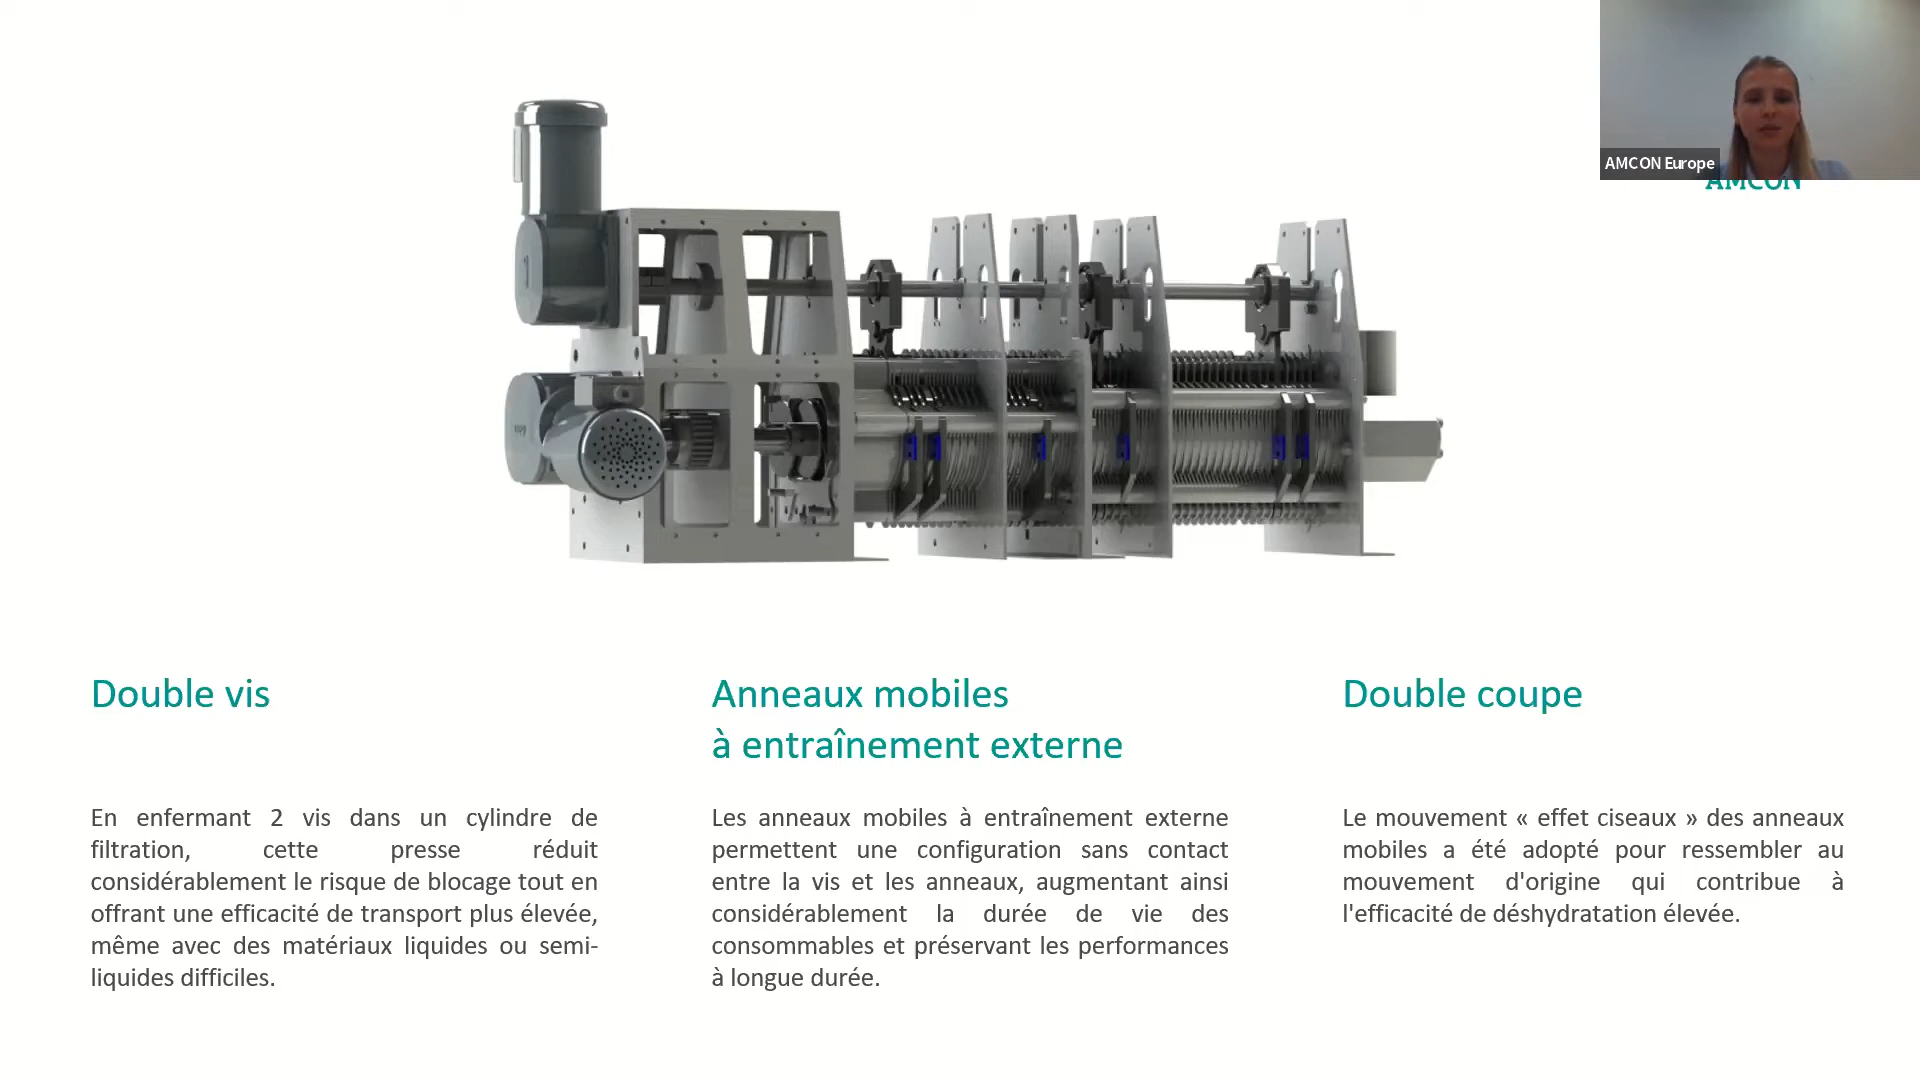 AMCON Europe
AMCON
Double vis
En enfermant 2 vis dans un cylindre de
filtration, cette presse réduit
considérablement le risque de blocage tout en
offrant une efficacité de transport plus élevée,
même avec des matériaux liquides ou semi-
liquides difficiles.
Anneaux mobiles
à entraînement externe
Les anneaux mobiles à entraînement externe
permettent une configuration sans contact
entre la vis et les anneaux, augmentant ainsi
considérablement la durée de vie des
consommables et préservant les performances
à longue durée.
Double coupe
Le mouvement « effet ciseaux » des anneaux
mobiles a été adopté pour ressembler au
mouvement d'origine qui contribue à
l'efficacité de déshydratation élevée.